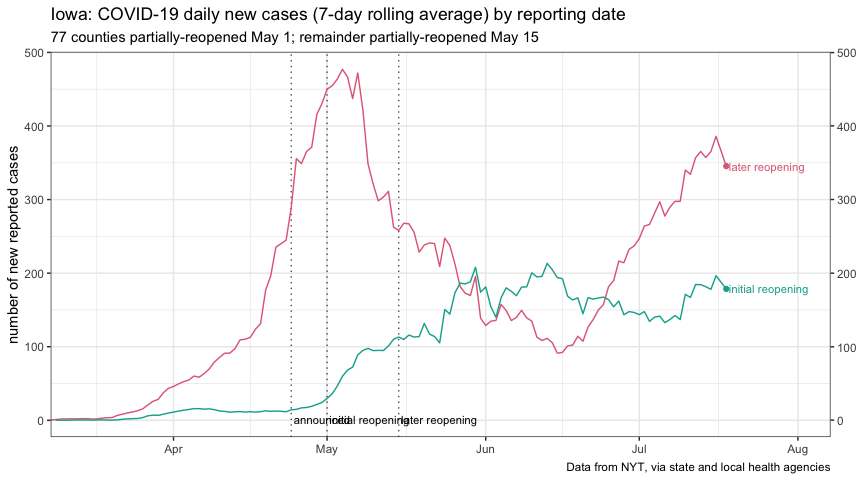 Iowa: COVID-19 daily new cases (7-day rolling average) by reporting date
77 counties partially-reopened May 1; remainder partially-reopened May 15
number of new reported cases
500
400
300
200
100
0
500
400
300
200
100
0
later reopening
initial reopening
announced
initial reopening
later reopening
Apr
May
Jun
Jul
Aug
Data from NYT, via state and local health agencies